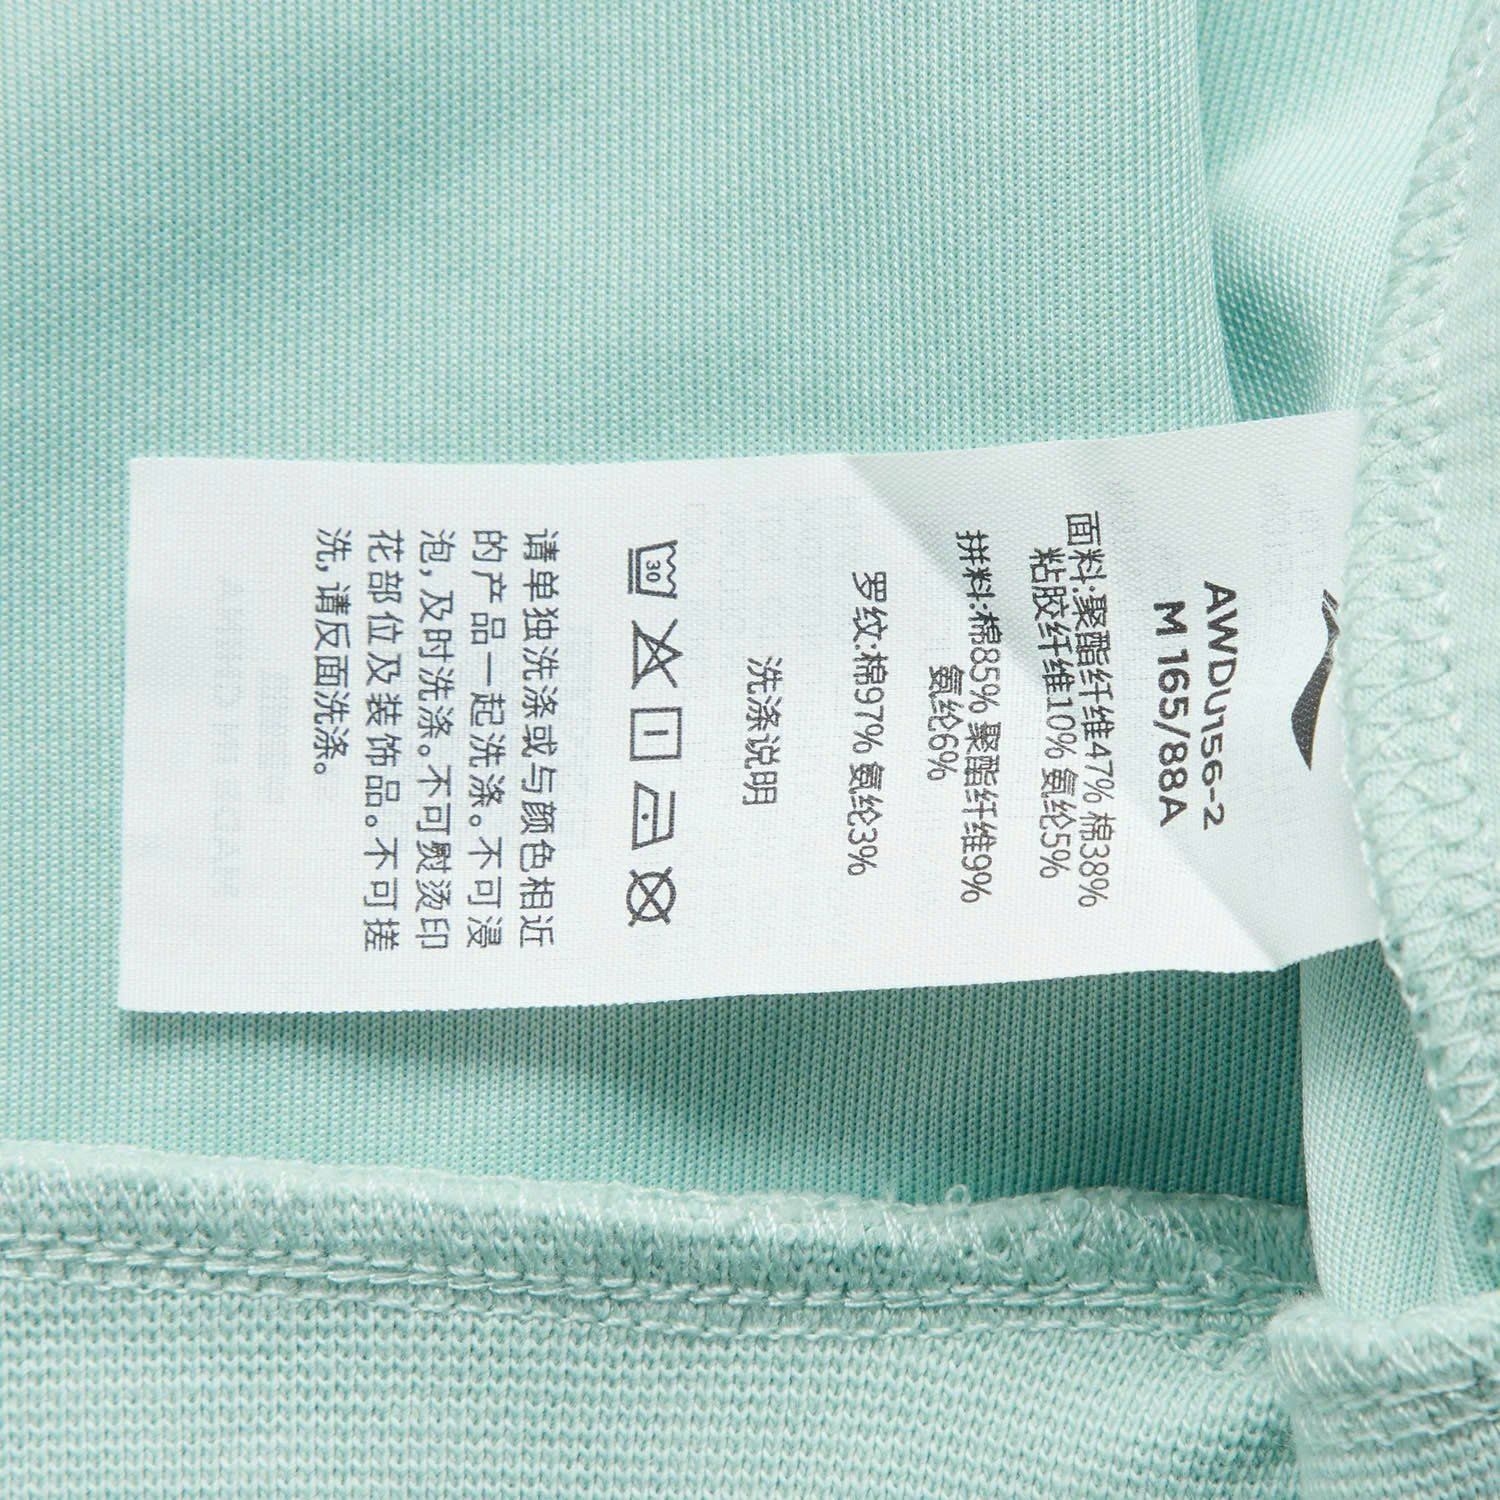 AWDU156-2
M 165/88A
面料:聚酯纤维47% 棉38%
粘胶纤维10% 氨纶5%
拼料:棉85% 聚酯纤维9%
氨纶6%
罗纹:棉97% 氨纶3%
洗涤说明
30
请单独洗涤或与颜色相近
的产品一起洗涤。不可浸
泡,及时洗涤。不可熨烫印
花部位及装饰品。不可搓
洗,请反面洗涤。